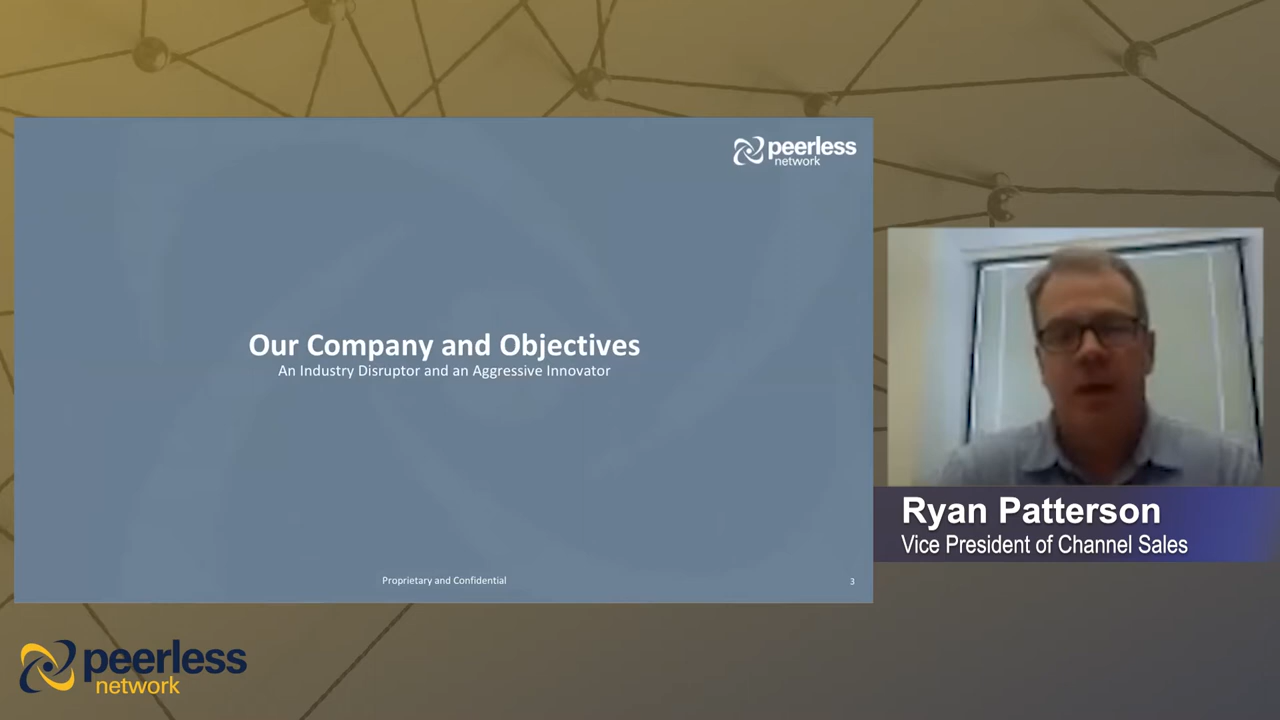 peerless
network
Our Company and Objectives
An Industry Disruptor and an Aggressive Innovator
Proprietary and Confidential
3
Ryan Patterson
Vice President of Channel Sales
peerless
network